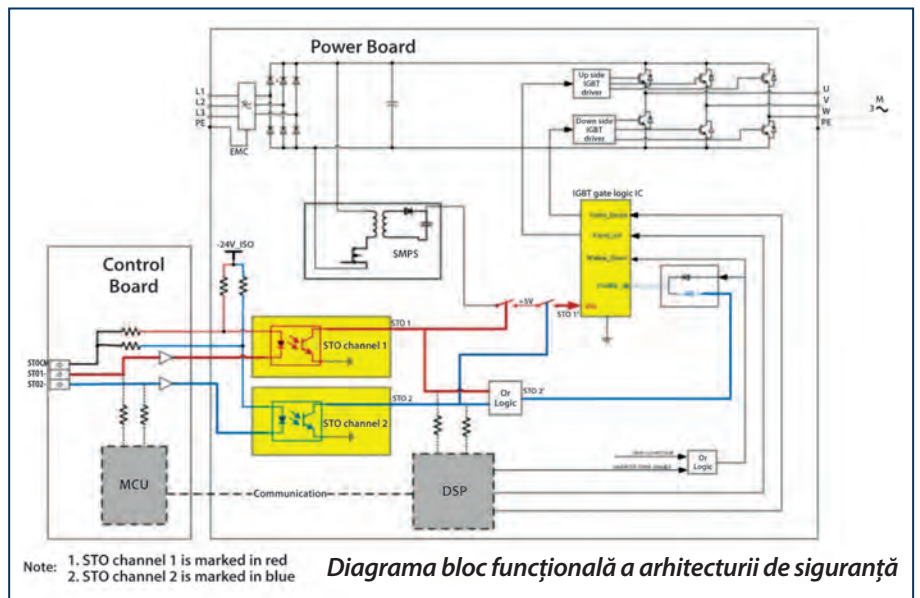 Power Board
L1
L2
L3
PE
EMC
Up side
IGBT
driver
Down side
IGBT
driver
U
V
W
PE
M
3
IGBT gate logic IC
SMPS
-24V_ISO
Control
Board
+5V
STO 1'
STO 1
STO channel 1
STO 2
STO channel 2
Or
Logic
STO 2'
ST01-
ST02-
MCU
Communication
DSP
Or
Logic
Note: 1. STO channel 1 is marked in red
2. STO channel 2 is marked in blue
Diagrama bloc funcțională a arhitecturii de siguranță